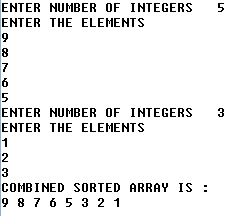 ENTER NUMBER OF INTEGERS   5
ENTER THE ELEMENTS
9
8
7
6
5
ENTER NUMBER OF INTEGERS   3
ENTER THE ELEMENTS
1
2
3
COMBINED SORTED ARRAY IS :
9 8 7 6 5 3 2 1